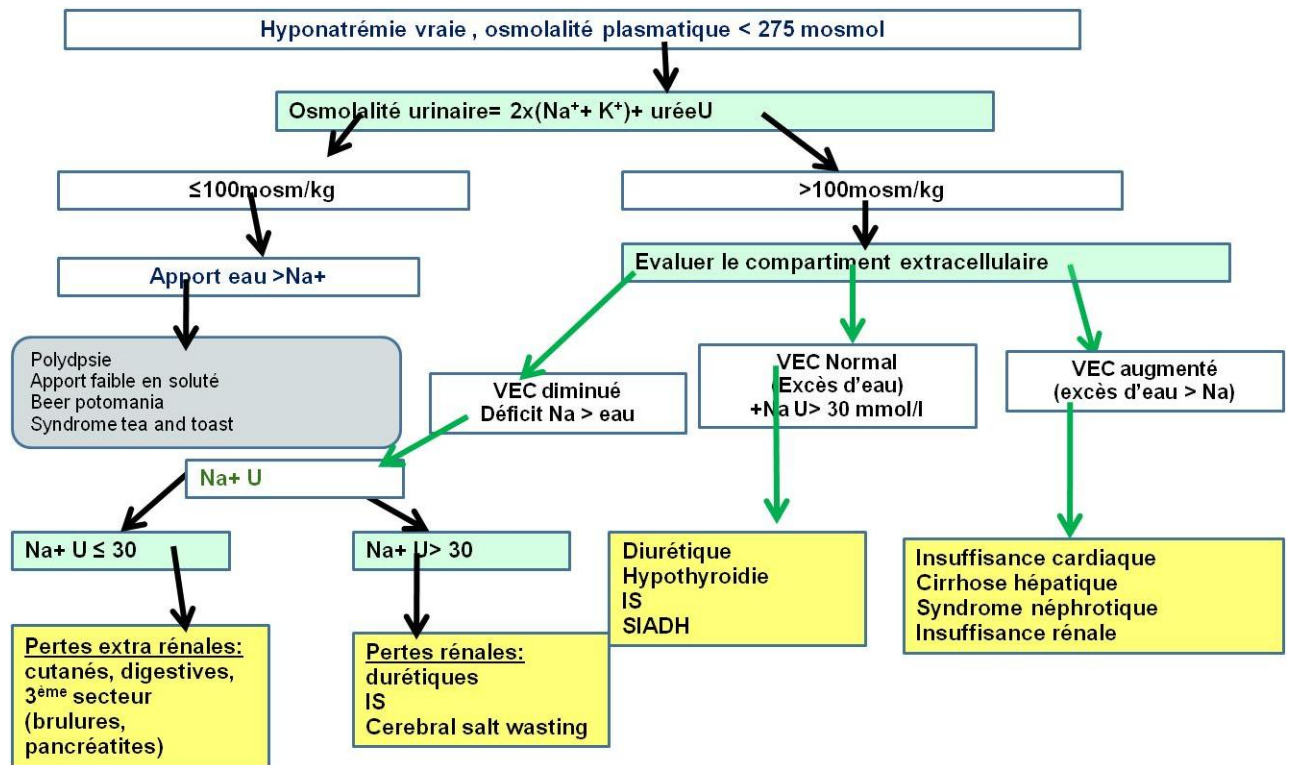 Hyponatrémie vraie , osmolalité plasmatique < 275 mosmol
Osmolalité urinaire= 2x(Na⁺+ K⁺)+ uréeU
≤100mosm/kg
>100mosm/kg
Apport eau >Na+
Evaluer le compartiment extracellulaire
Polydpsie
Apport faible en soluté
Beer potomania
Syndrome tea and toast
VEC diminué
Déficit Na > eau
VEC Normal
(Excès d'eau)
+Na U> 30 mmol/l
VEC augmenté
(excès d'eau > Na)
Na+ U
Na+ U ≤ 30
Na+ U> 30
Diurétique
Hypothyroidie
IS
SIADH
Insuffisance cardiaque
Cirrhose hépatique
Syndrome néphrotique
Insuffisance rénale
Pertes extra rénales:
cutanés, digestives,
3ème secteur
(brulures,
pancréatites)
Pertes rénales:
durétiques
IS
Cerebral salt wasting